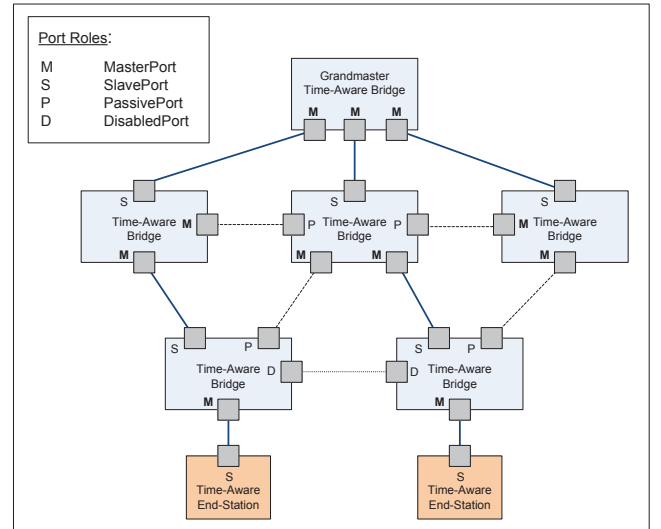 Port Roles:
M MasterPort
S SlavePort
P PassivePort
D DisabledPort
Grandmaster
Time-Aware Bridge
M M M
S S S
Time-Aware
Bridge
M
P
Time-Aware
Bridge
P
M
Time-Aware
Bridge
M M M M
S P S P
Time-Aware
Bridge
D
D
Time-Aware
Bridge
M M
S
Time-Aware
End-Station
S
Time-Aware
End-Station